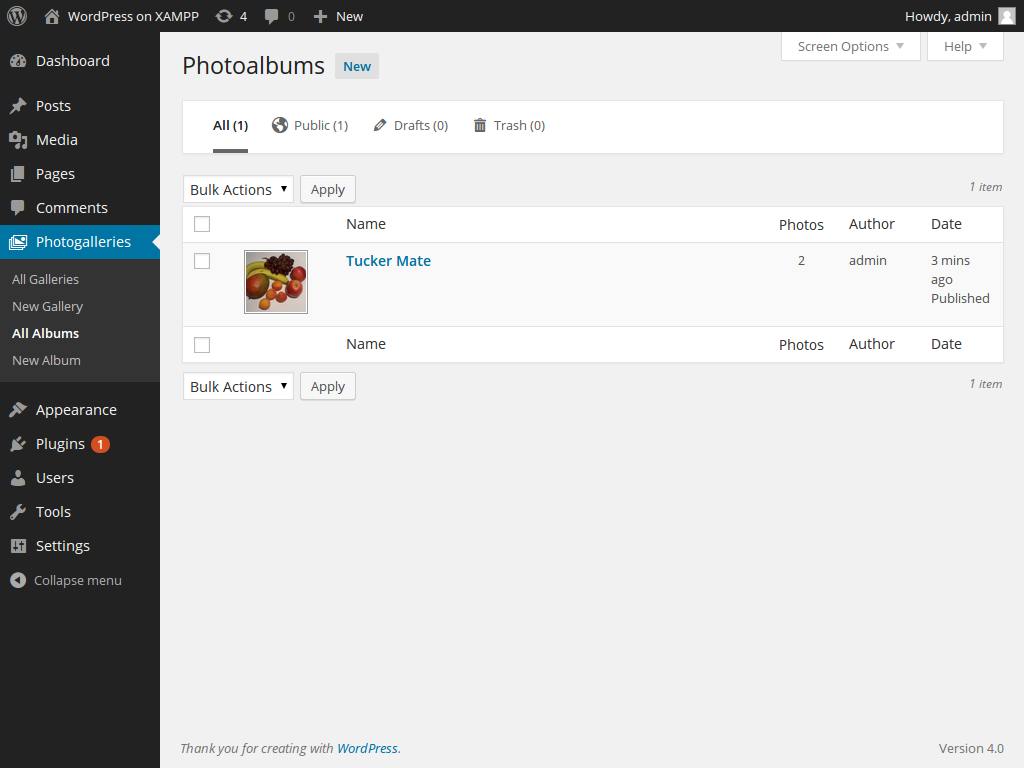 WordPress on XAMPP 4 0 New Howdy, admin
Screen Options Help
Dashboard
Posts
Media
Pages
Comments
Photogalleries
All Galleries
New Gallery
All Albums
New Album
Appearance
Plugins 1
Users
Tools
Settings
Collapse menu
Photoalbums New
All (1) Public (1) Drafts (0) Trash (0)
Bulk Actions Apply 1 item
Name Photos Author Date
Tucker Mate 2 admin 3 mins
ago
Published
Name Photos Author Date
Bulk Actions Apply 1 item
Thank you for creating with WordPress. Version 4.0